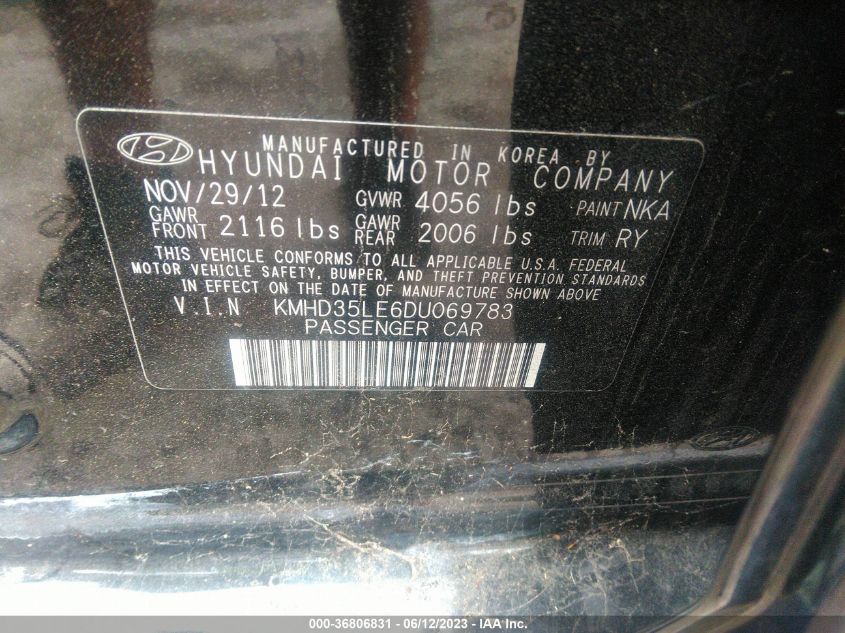 MANUFACTURED IN KOREA BY
HYUNDAI MOTOR COMPANY
NOV/29/12 GVWR 4056 lbs PAINT NKA
GAWR FRONT 2116 lbs GAWR REAR 2006 lbs TRIM RY
THIS VEHICLE CONFORMS TO ALL APPLICABLE U.S.A. FEDERAL
MOTOR VEHICLE SAFETY, BUMPER, AND THEFT PREVENTION STANDARDS
IN EFFECT ON THE DATE OF MANUFACTURE SHOWN ABOVE
V.I.N KMHD35LE6DU069783
PASSENGER CAR
000-36806831 - 06/12/2023 - IAAI.com